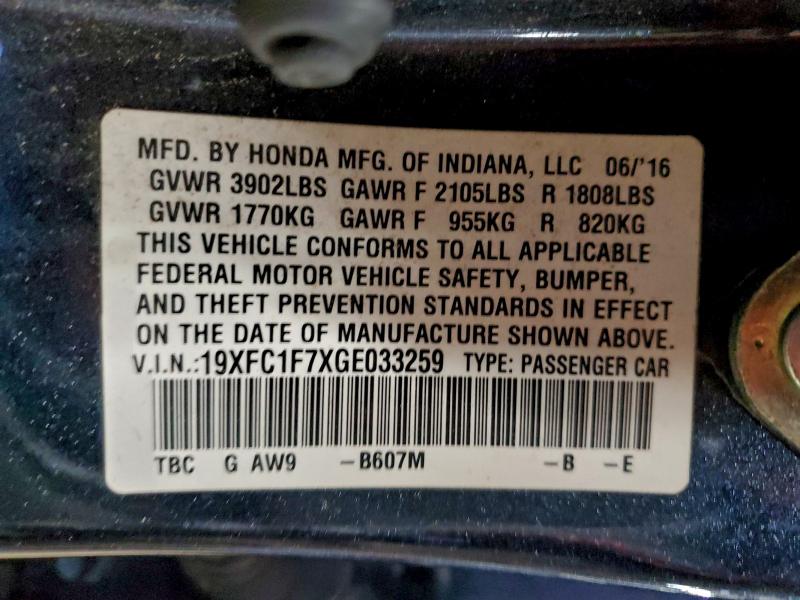 MFD. BY HONDA MFG. OF INDIANA, LLC 06/'16
GVWR 3902LBS GAWR F 2105LBS R 1808LBS
GVWR 1770KG GAWR F 955KG R 820KG
THIS VEHICLE CONFORMS TO ALL APPLICABLE
FEDERAL MOTOR VEHICLE SAFETY, BUMPER,
AND THEFT PREVENTION STANDARDS IN EFFECT
ON THE DATE OF MANUFACTURE SHOWN ABOVE.
V.I.N.:19XFC1F7XGE033259 TYPE: PASSENGER CAR
TBC G AW9 -B607M -B -E